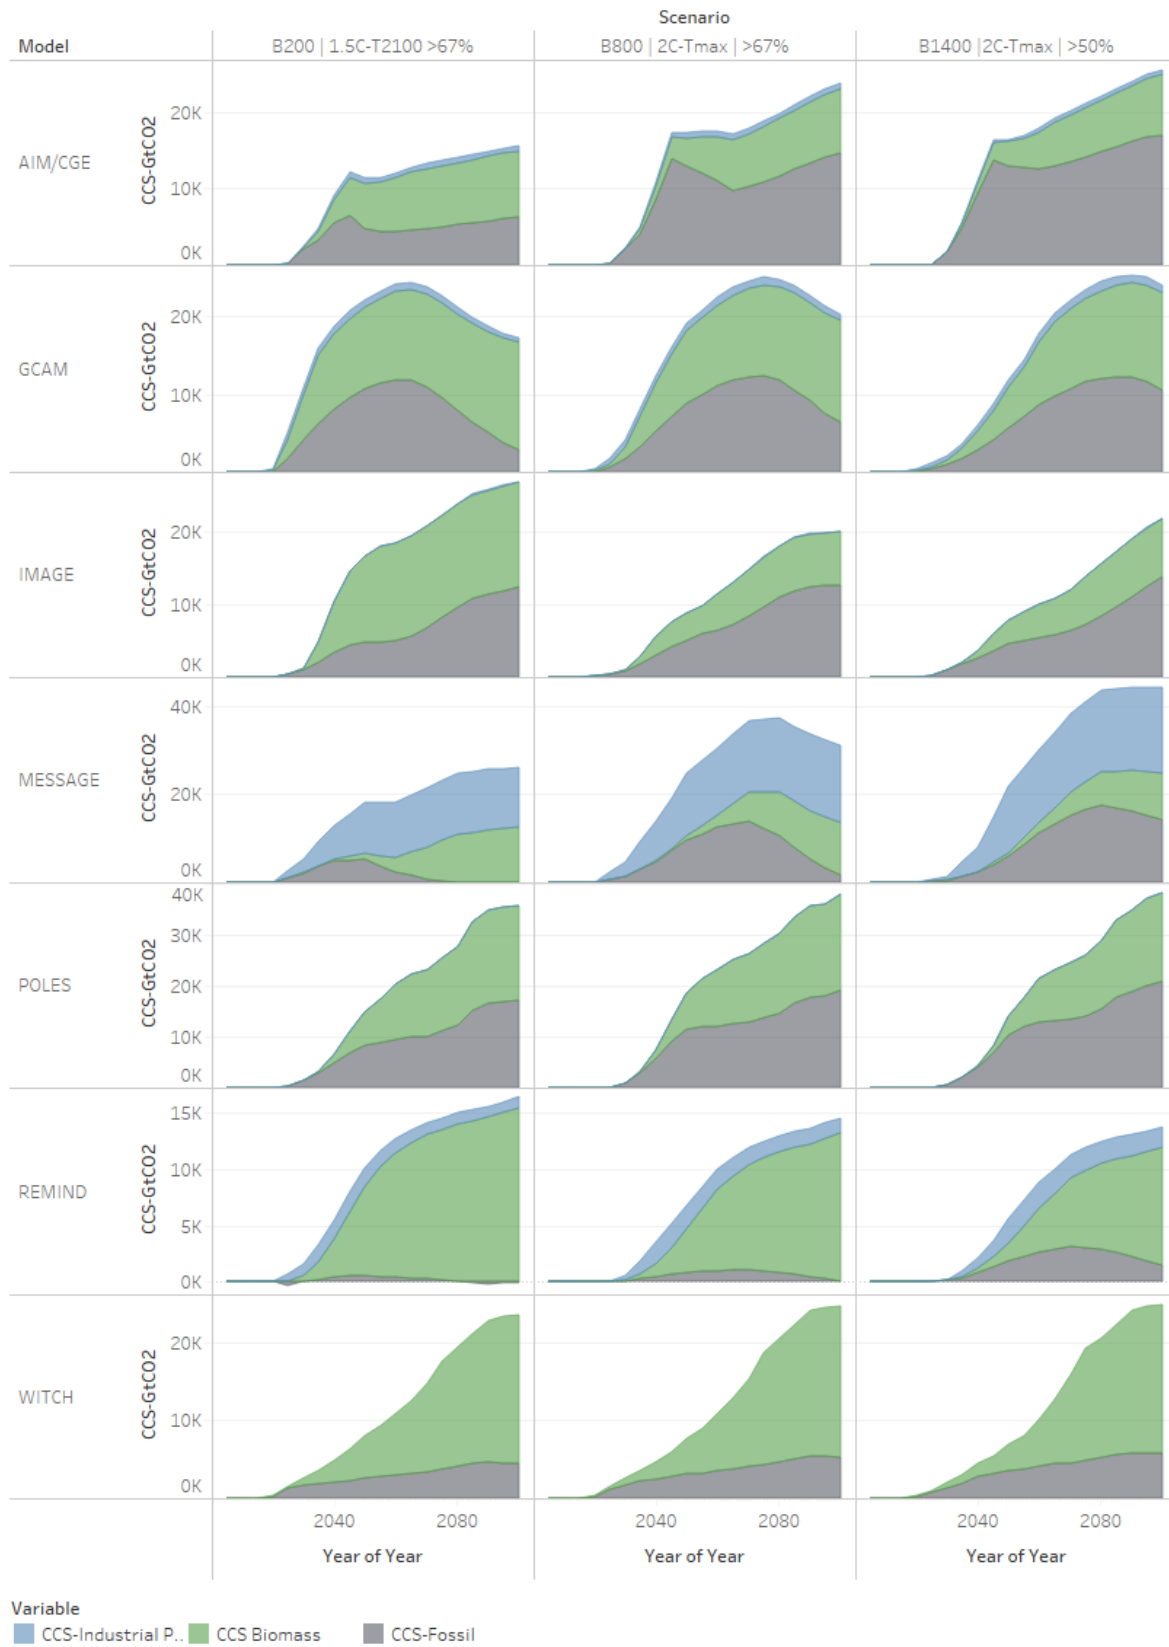 Scenario
Model B200 | 1.5C-T2100 >67% B800 | 2C-Tmax | >67% B1400 |2C-Tmax | >50%
AIM/CGE CCS-GtCO2 20K 10K 0K
GCAM CCS-GtCO2 20K 10K 0K
IMAGE CCS-GtCO2 20K 10K 0K
MESSAGE CCS-GtCO2 40K 20K 0K
POLES CCS-GtCO2 40K 30K 20K 10K 0K
REMIND CCS-GtCO2 15K 10K 5K 0K
WITCH CCS-GtCO2 20K 10K 0K
2040 2080 2040 2080 2040 2080
Year of Year Year of Year Year of Year
Variable
CCS-Industrial P.. CCS Biomass CCS-Fossil